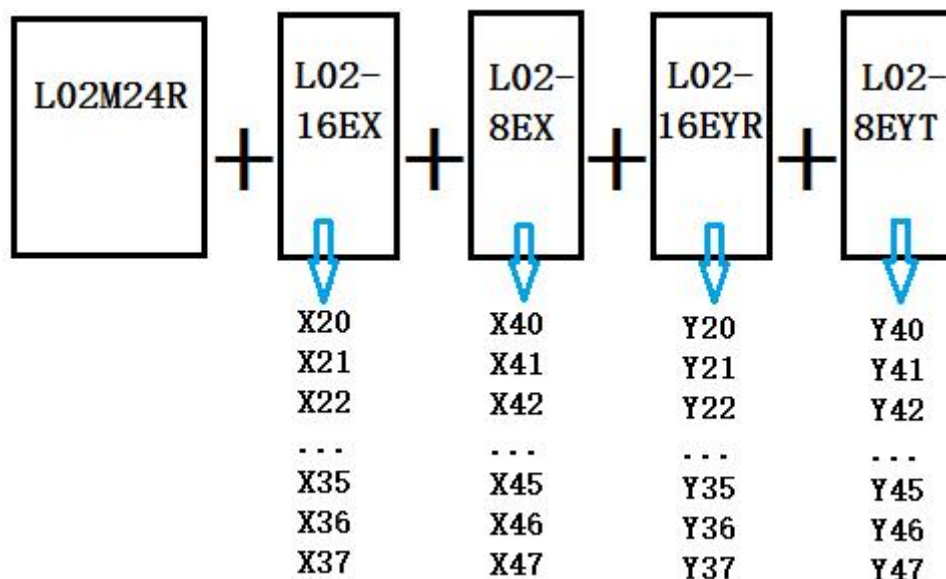 L02M24R
L02-
16EX
L02-
8EX
L02-
16EYR
L02-
8EYT
X20
X21
X22
...
X35
X36
X37
X40
X41
X42
...
X45
X46
X47
Y20
Y21
Y22
...
Y35
Y36
Y37
Y40
Y41
Y42
...
Y45
Y46
Y47